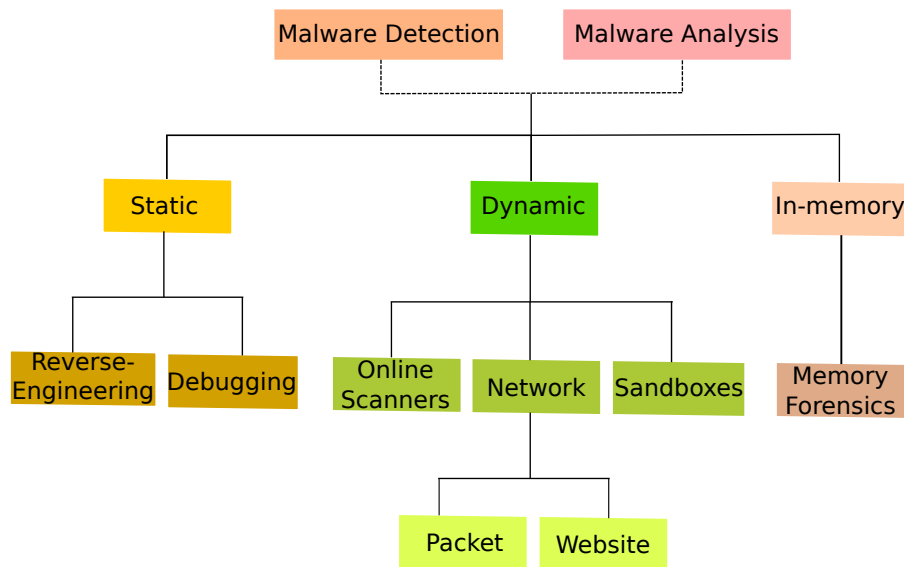 Malware Detection
Malware Analysis
Static
Dynamic
In-memory
Reverse-
Engineering
Debugging
Online
Scanners
Network
Sandboxes
Memory
Forensics
Packet
Website